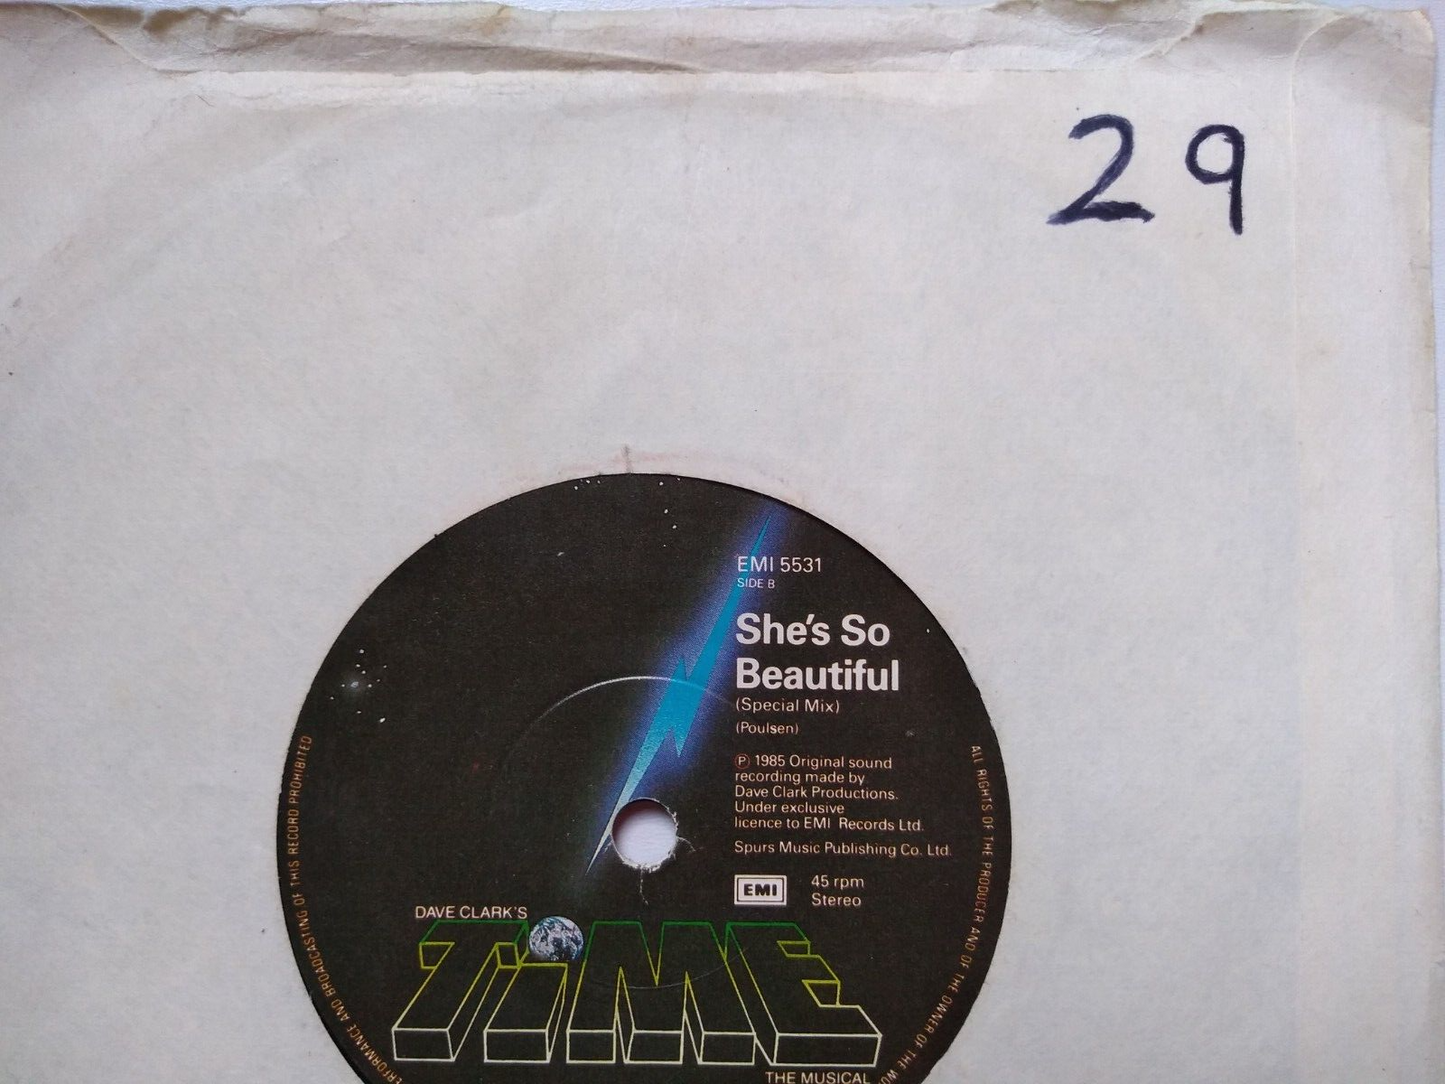 29
EMI 5531
SIDE B
She's So
Beautiful
(Special Mix)
(Poulsen)
℗ 1985 Original sound
recording made by
Dave Clark Productions.
Under exclusive
licence to EMI Records Ltd.
Spurs Music Publishing Co. Ltd.
EMI
45 rpm
Stereo
DAVE CLARK'S
TiME
THE MUSICAL
ALL RIGHTS OF THE PRODUCER AND OF THE OWNER OF THE
AND BROADCASTING OF THIS RECORD PROHIBITED